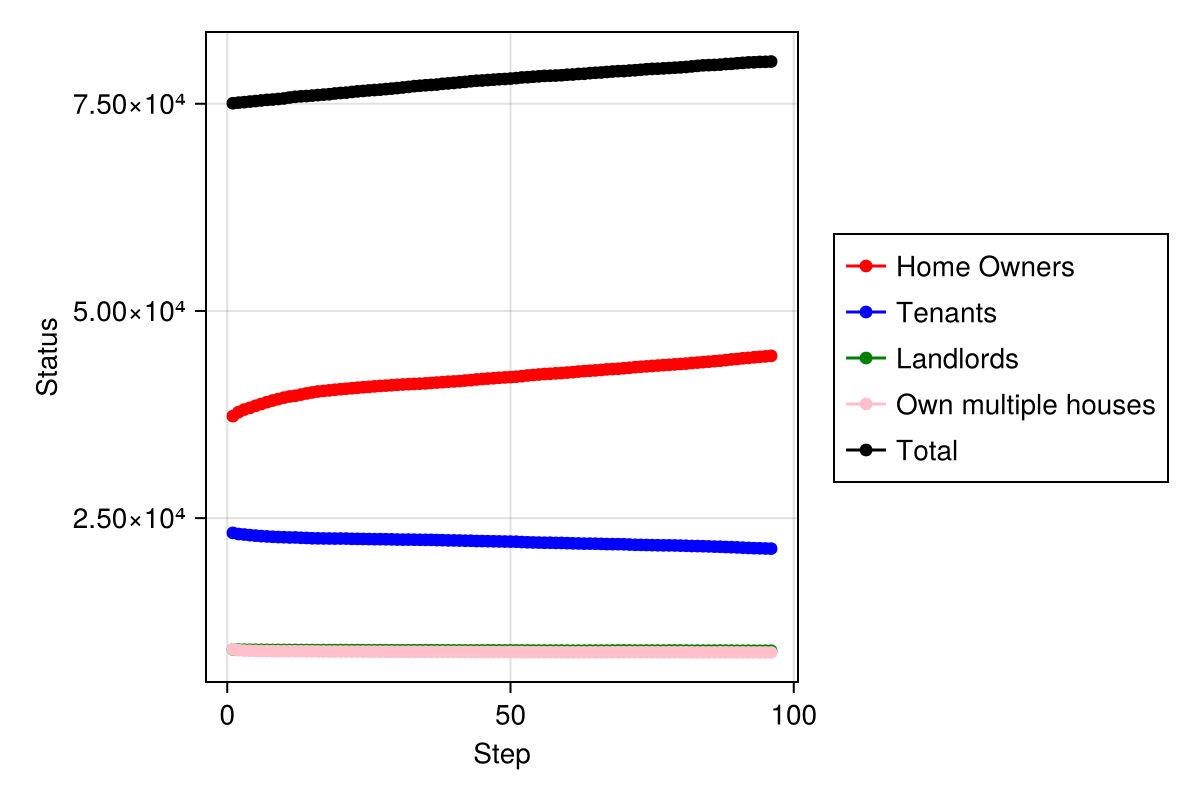 7.50×10⁴
5.00×10⁴
2.50×10⁴
Status
0 50 100
Step
Home Owners
Tenants
Landlords
Own multiple houses
Total